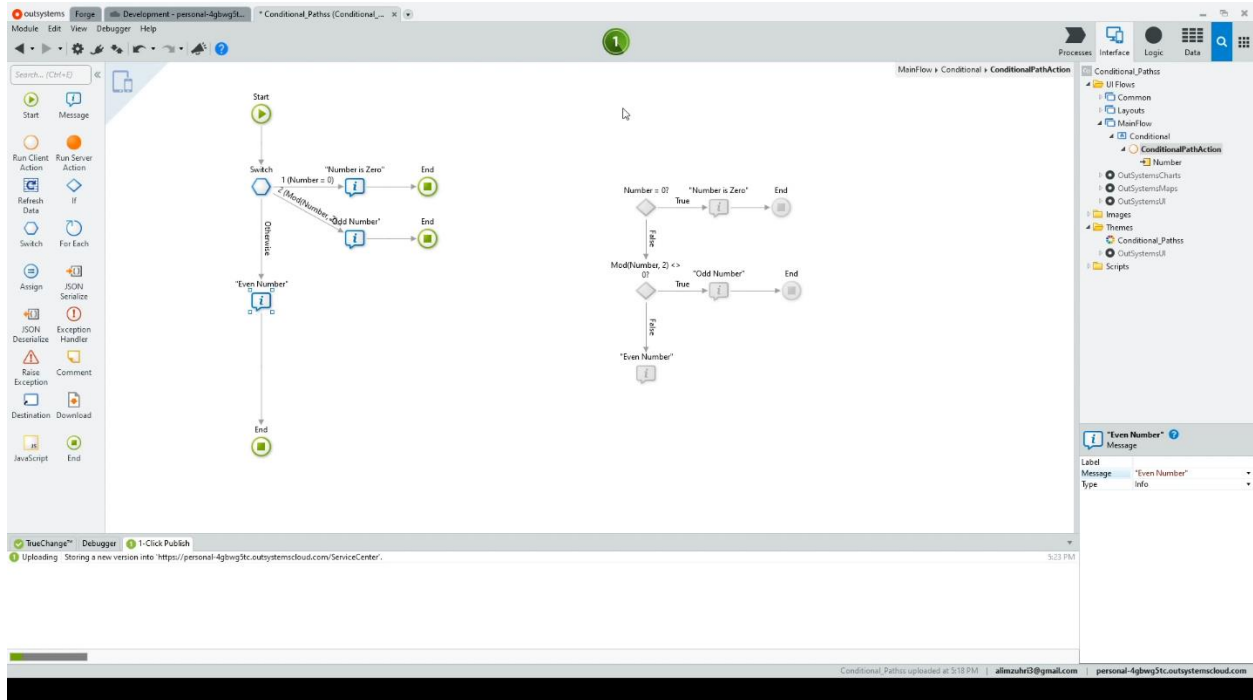 outsystems Forge Development - personal-4gbwg5t... * Conditional_Pathss (Conditional_... x
Module Edit View Debugger Help
1
Processes Interface Logic Data
Search... (Ctrl+E)
MainFlow Conditional ConditionalPathAction
Start Message
Run Client Action Run Server Action
Refresh Data If
Switch For Each
Assign JSON Serialize
JSON Deserialize Exception Handler
Raise Exception Comment
Destination Download
JavaScript End
Start
Switch
1 (Number = 0)
"Number is Zero"
End
2 (Mod(Number,
Odd Number"
End
Otherwise
"Even Number"
End
Number = 0?
True
"Number is Zero"
End
False
Mod(Number, 2) <>
0?
True
"Odd Number"
End
False
"Even Number"
Conditional_Pathss
UI Flows
Common
Layouts
MainFlow
Conditional
ConditionalPathAction
Number
OutSystemsCharts
OutSystemsMaps
OutSystemsUI
Images
Themes
Conditional_Pathss
OutSystemsUI
Scripts
"Even Number"
Message
Label
Message "Even Number"
Type Info
TrueChange™ Debugger 1 1-Click Publish
1 Uploading Storing a new version into 'https://personal-4gbwg5tc.outsystemscloud.com/ServiceCenter'. 5:23 PM
Conditional_Pathss uploaded at 5:18 PM | alimzuhri3@gmail.com | personal-4gbwg5tc.outsystemscloud.com